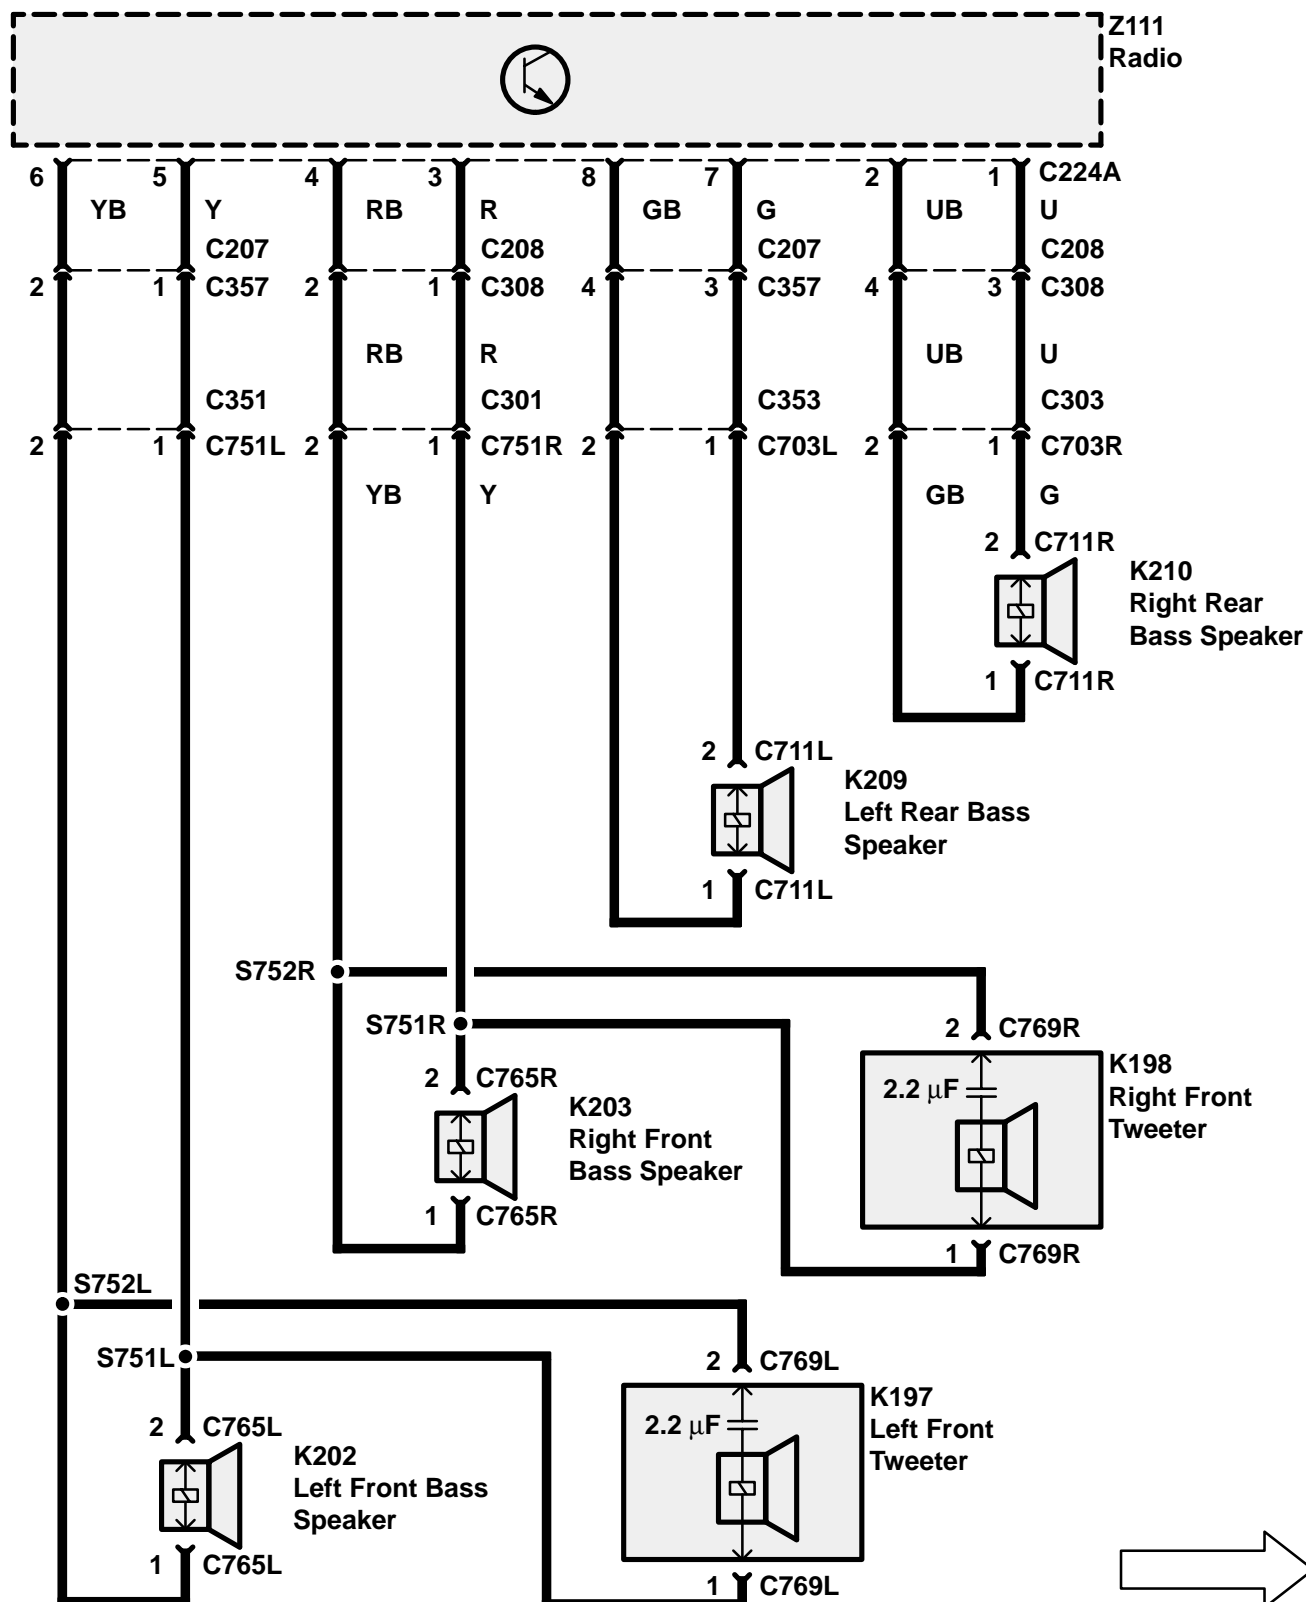 Z111
Radio
6 5 4 3 8 7 2 1 C224A
YB Y RB R GB G UB U
C207 C208 C207 C208
2 1 C357 2 1 C308 4 3 C357 4 3 C308
RB R UB U
C351 C301 C353 C303
2 1 C751L 2 1 C751R 2 1 C703L 2 1 C703R
YB Y GB G
2 C711R
K210
Right Rear
Bass Speaker
1 C711R
2 C711L
K209
Left Rear Bass
Speaker
1 C711L
S752R
S751R
2 C769R
K198
Right Front
Tweeter
2.2 μF
2 C765R
K203
Right Front
Bass Speaker
1 C765R
1 C769R
S752L
S751L
2 C769L
K197
Left Front
Tweeter
2.2 μF
2 C765L
K202
Left Front Bass
Speaker
1 C765L
1 C769L